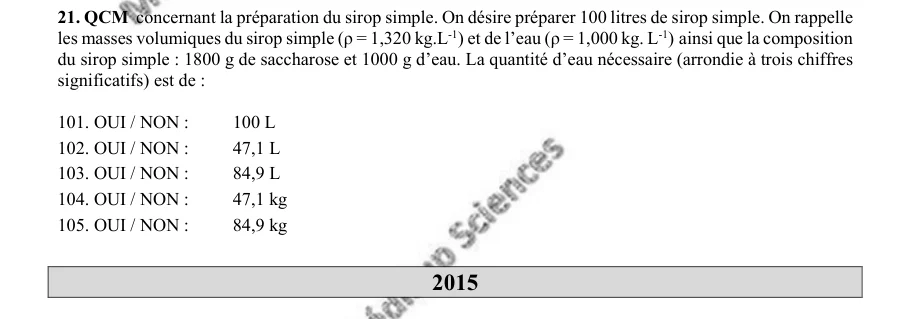 21. QCM concernant la préparation du sirop simple. On désire préparer 100 litres de sirop simple. On rappelle
les masses volumiques du sirop simple (ρ = 1,320 kg.L⁻¹) et de l'eau (ρ = 1,000 kg. L⁻¹) ainsi que la composition
du sirop simple : 1800 g de saccharose et 1000 g d'eau. La quantité d'eau nécessaire (arrondie à trois chiffres
significatifs) est de :
101. OUI / NON : 100 L
102. OUI / NON : 47,1 L
103. OUI / NON : 84,9 L
104. OUI / NON : 47,1 kg
105. OUI / NON : 84,9 kg
Sciences
2015